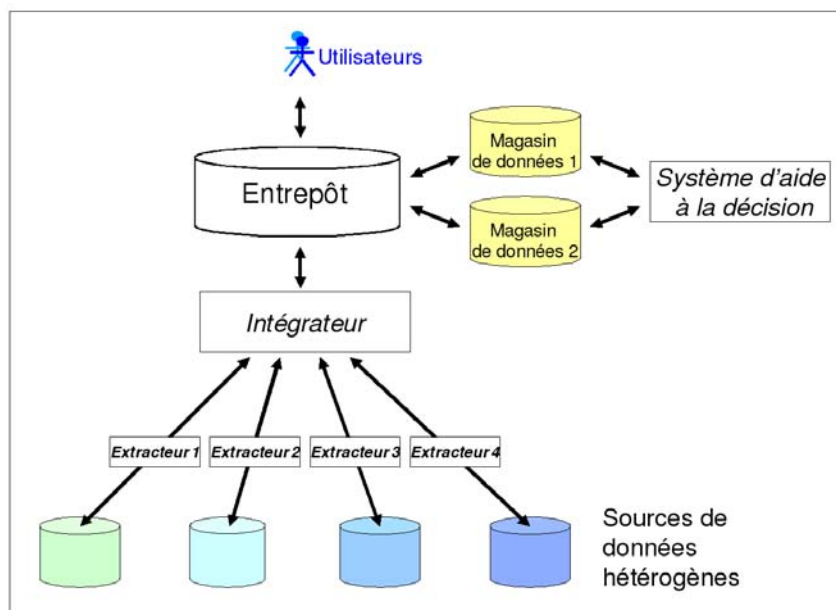 Utilisateurs
Magasin
de données 1
Entrepôt
Système d'aide
à la décision
Magasin
de données 2
Intégrateur
Extracteur 1
Extracteur 2
Extracteur 3
Extracteur 4
Sources de
données
hétérogènes